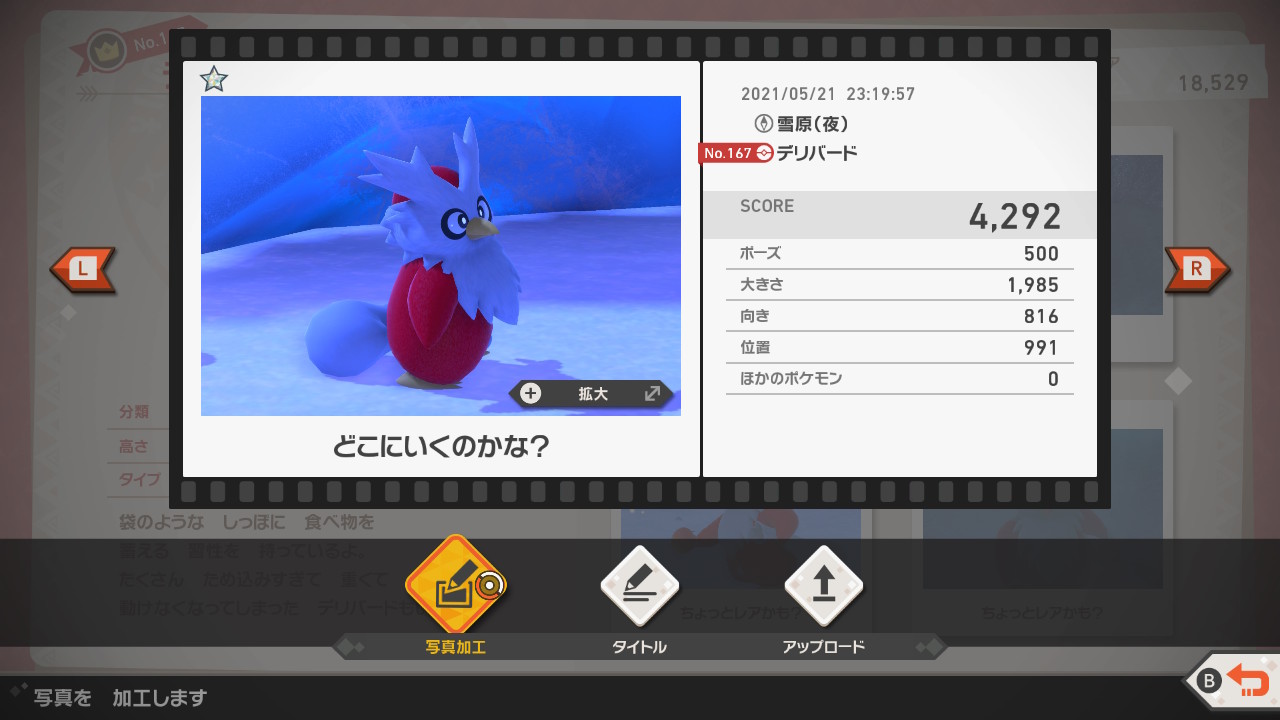 No.1
18,529
2021/05/21 23:19:57
雪原（夜）
No.167 デリバード
SCORE
4,292
ポーズ 500
大きさ 1,985
向き 816
位置 991
ほかのポケモン 0
L
R
+ 拡大
どこにいくのかな？
分類
高さ
タイプ
袋のような しっぽに 食べ物を
蓄える 習性を 持っているよ。
たくさん ため込みすぎて 重くて
動けなくなってしまった デリバードも
ちょっとレアかも？
ちょっとレアかも？
写真加工
タイトル
アップロード
B
写真を 加工します